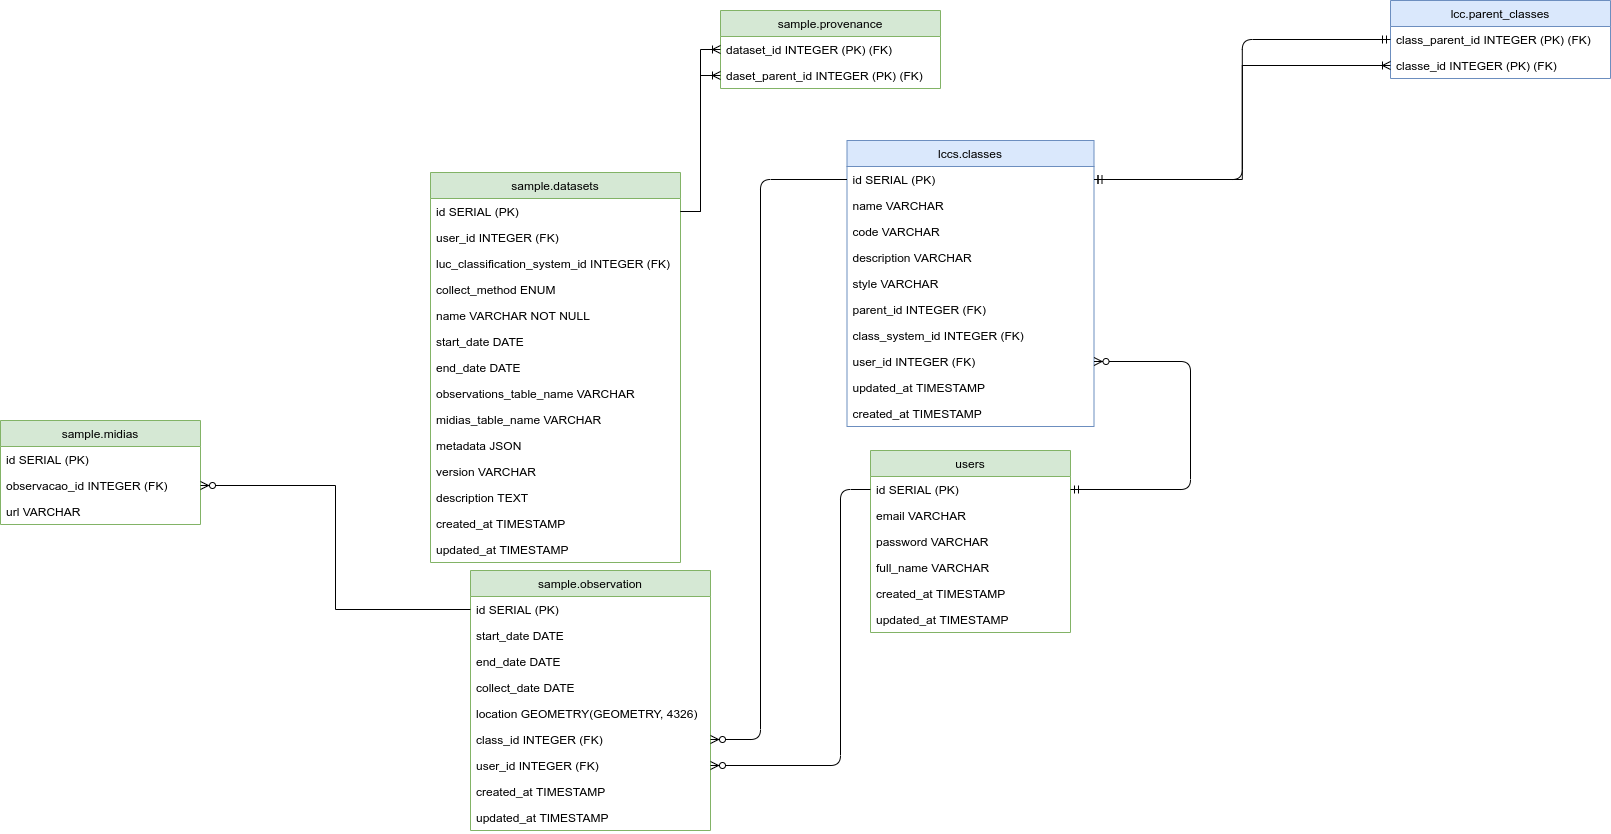 sample.provenance
dataset_id INTEGER (PK) (FK)
daset_parent_id INTEGER (PK) (FK)
lcc.parent_classes
class_parent_id INTEGER (PK) (FK)
classe_id INTEGER (PK) (FK)
lccs.classes
id SERIAL (PK)
name VARCHAR
code VARCHAR
description VARCHAR
style VARCHAR
parent_id INTEGER (FK)
class_system_id INTEGER (FK)
user_id INTEGER (FK)
updated_at TIMESTAMP
created_at TIMESTAMP
sample.datasets
id SERIAL (PK)
user_id INTEGER (FK)
luc_classification_system_id INTEGER (FK)
collect_method ENUM
name VARCHAR NOT NULL
start_date DATE
end_date DATE
observations_table_name VARCHAR
midias_table_name VARCHAR
metadata JSON
version VARCHAR
description TEXT
created_at TIMESTAMP
updated_at TIMESTAMP
sample.midias
id SERIAL (PK)
observacao_id INTEGER (FK)
url VARCHAR
users
id SERIAL (PK)
email VARCHAR
password VARCHAR
full_name VARCHAR
created_at TIMESTAMP
updated_at TIMESTAMP
sample.observation
id SERIAL (PK)
start_date DATE
end_date DATE
collect_date DATE
location GEOMETRY(GEOMETRY, 4326)
class_id INTEGER (FK)
user_id INTEGER (FK)
created_at TIMESTAMP
updated_at TIMESTAMP